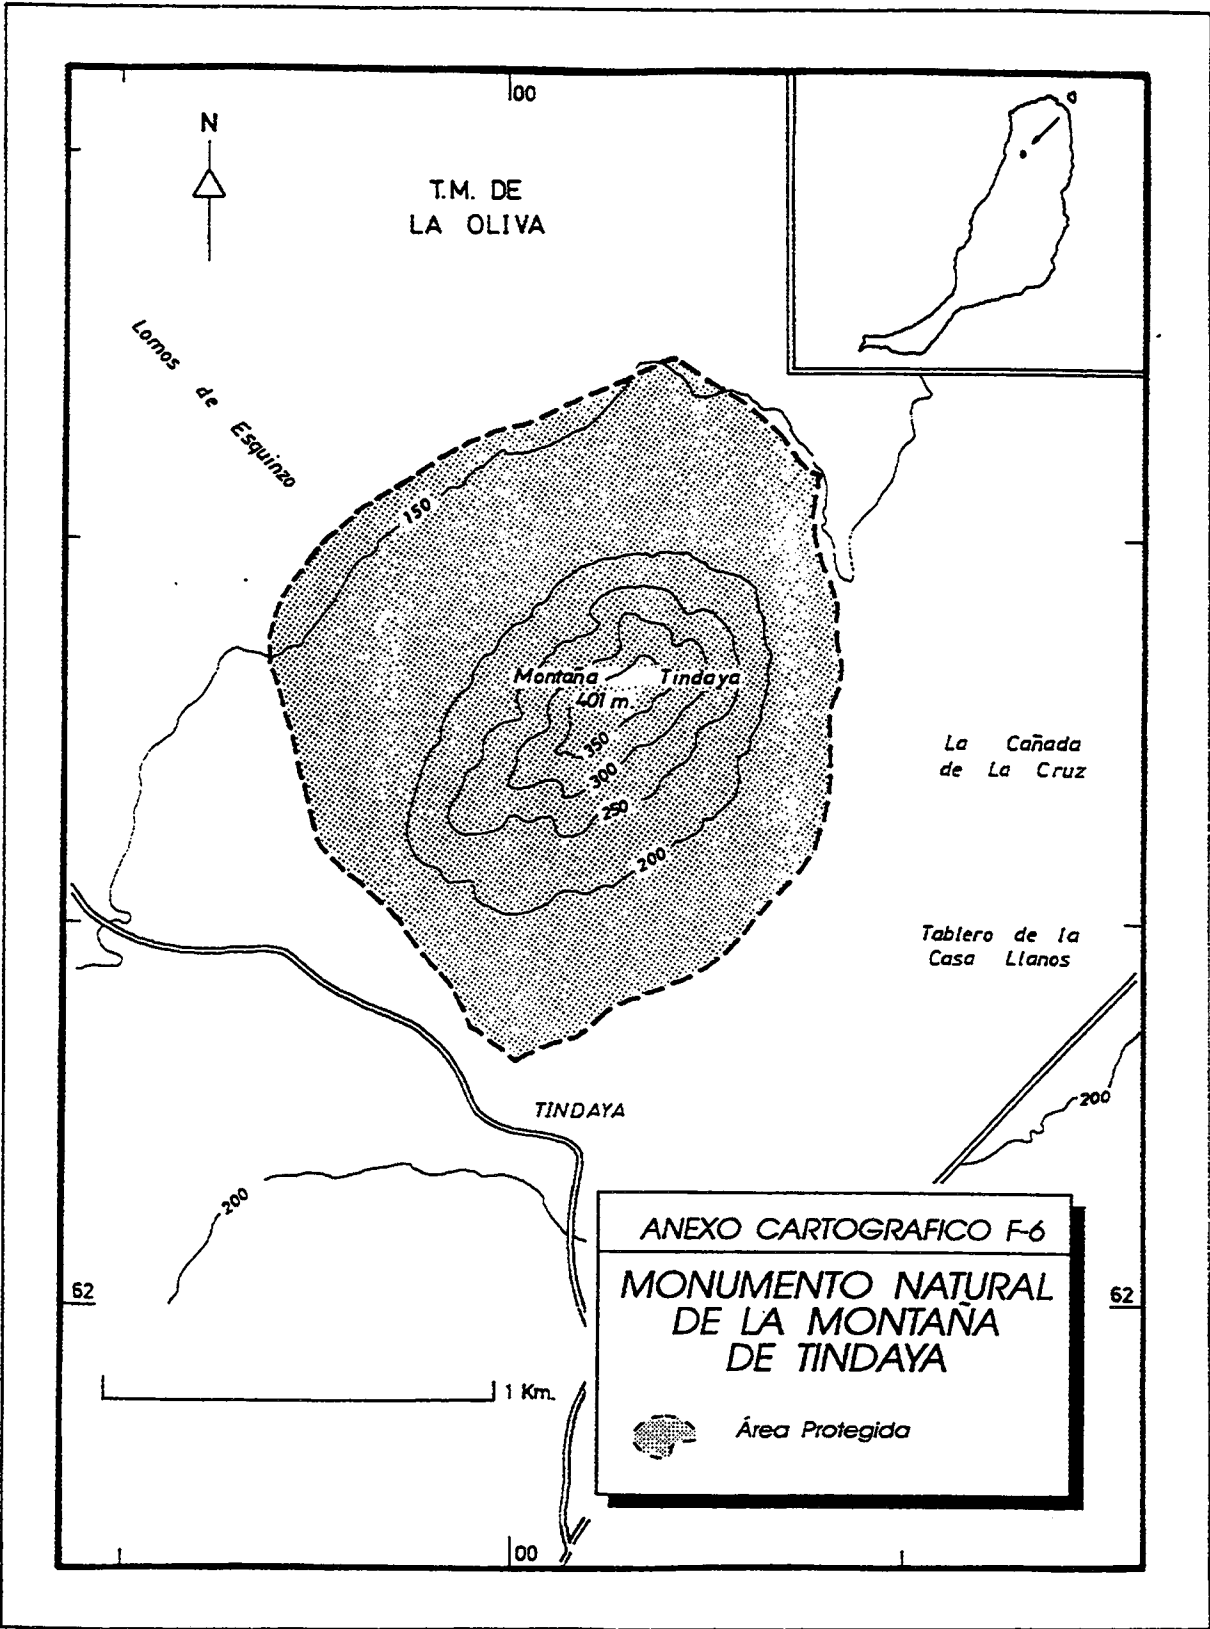 00
N
T.M. DE
LA OLIVA
Lomos de Esquinzo
150
Montaña Tindaya
401 m.
350
300
250
200
La Cañada
de La Cruz
Tablero de la
Casa Llanos
TINDAYA
200
200
ANEXO CARTOGRAFICO F-6
MONUMENTO NATURAL
DE LA MONTAÑA
DE TINDAYA
Área Protegida
62
62
1 Km.
00